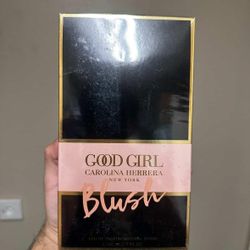 GOOD GIRL
CAROLINA HERRERA
NEW YORK
Blush